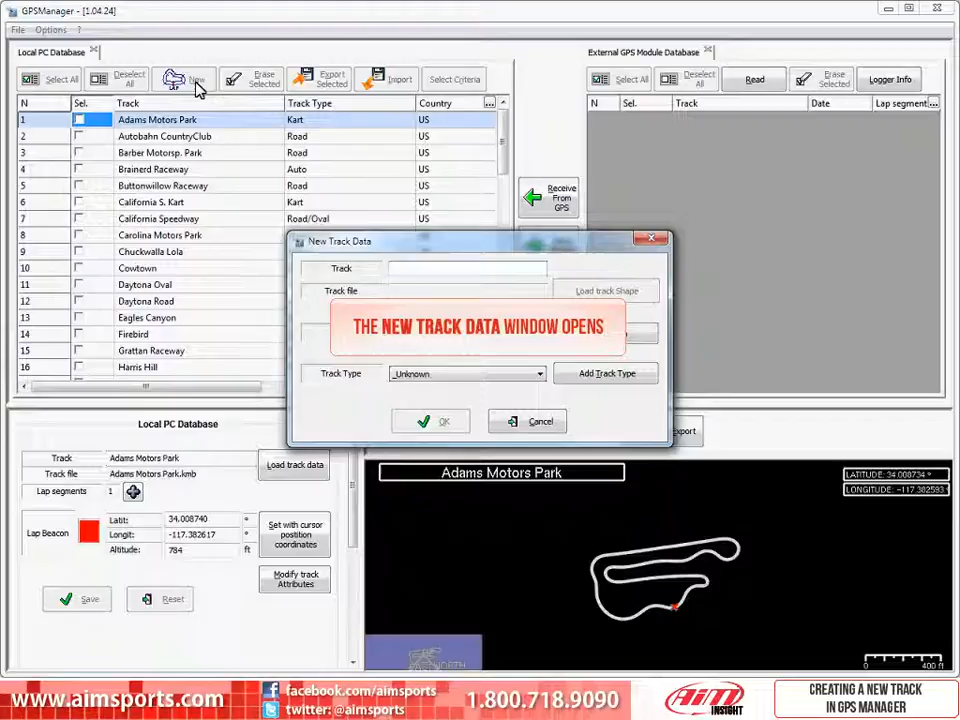 GPSManager - [1.04.24]
File Options ?
Local PC Database
External GPS Module Database
Select All
Deselect All
New
Erase Selected
Export Selected
Import
Select Criteria
Select All
Deselect All
Read
Erase Selected
Logger Info
N Sel. Track Track Type Country ...
N Sel. Track Date Lap segment ...
1 Adams Motors Park Kart US
2 Autobahn CountryClub Road US
3 Barber Motorsp. Park Road US
4 Brainerd Raceway Auto US
5 Buttonwillow Raceway Road US
6 California S. Kart Kart US
7 California Speedway Road/Oval US
8 Carolina Motors Park
9 Chuckwalla Lola
10 Cowtown
11 Daytona Oval
12 Daytona Road
13 Eagles Canyon
14 Firebird
15 Grattan Raceway
16 Harris Hill
Receive
From
GPS
New Track Data
Track
Track file
Load track Shape
THE NEW TRACK DATA WINDOW OPENS
Track Type _Unknown Add Track Type
OK Cancel
Local PC Database
Export
Track Adams Motors Park
Track file Adams Motors Park.kmb
Load track data
Lap segments 1
Lap Beacon
Latit: 34.008740 °
Longit: -117.382617 °
Altitude: 784 ft
Set with cursor
position
coordinates
Modify track
Attributes
Save Reset
Adams Motors Park
LATITUDE: 34.008734 °
LONGITUDE: -117.382593 °
0 400 ft
www.aimsports.com
facebook.com/aimsports
twitter: @aimsports
1.800.718.9090
AiM
INSIGHT
CREATING A NEW TRACK
IN GPS MANAGER